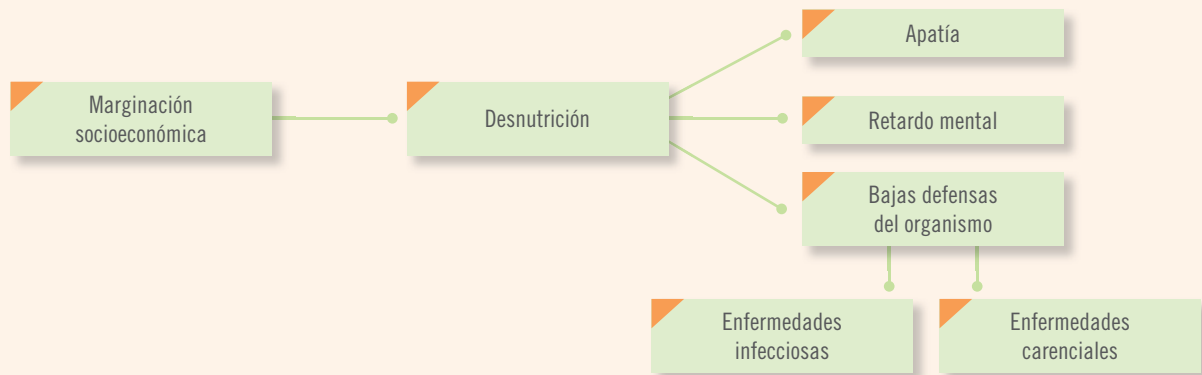 Apatía
Marginación
socioeconómica
Desnutrición
Retardo mental
Bajas defensas
del organismo
Enfermedades
infecciosas
Enfermedades
carenciales